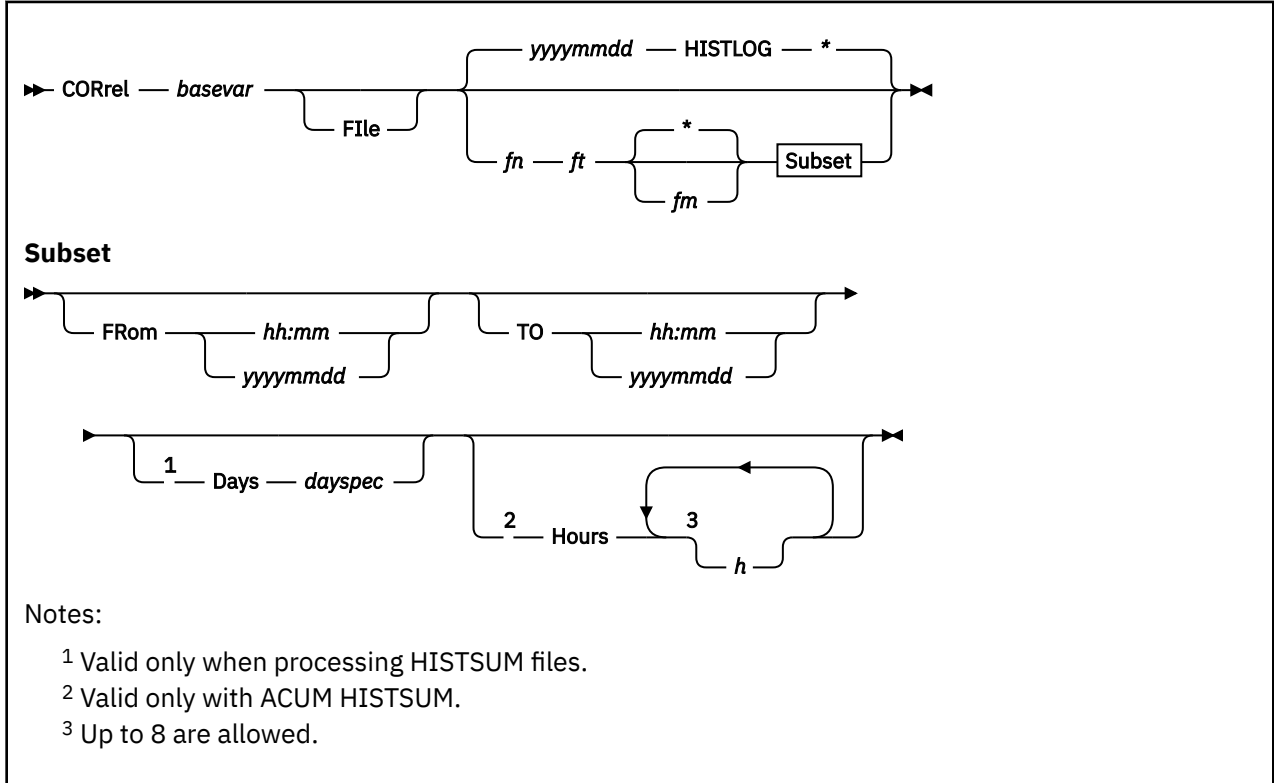 yyyymmdd HISTLOG *
CORrel basevar
FIle
*
fn ft Subset
fm
Subset
FRom hh:mm TO hh:mm
yyyymmdd yyyymmdd
1 Days dayspec
2 Hours 3
h
Notes:
1 Valid only when processing HISTSUM files.
2 Valid only with ACUM HISTSUM.
3 Up to 8 are allowed.